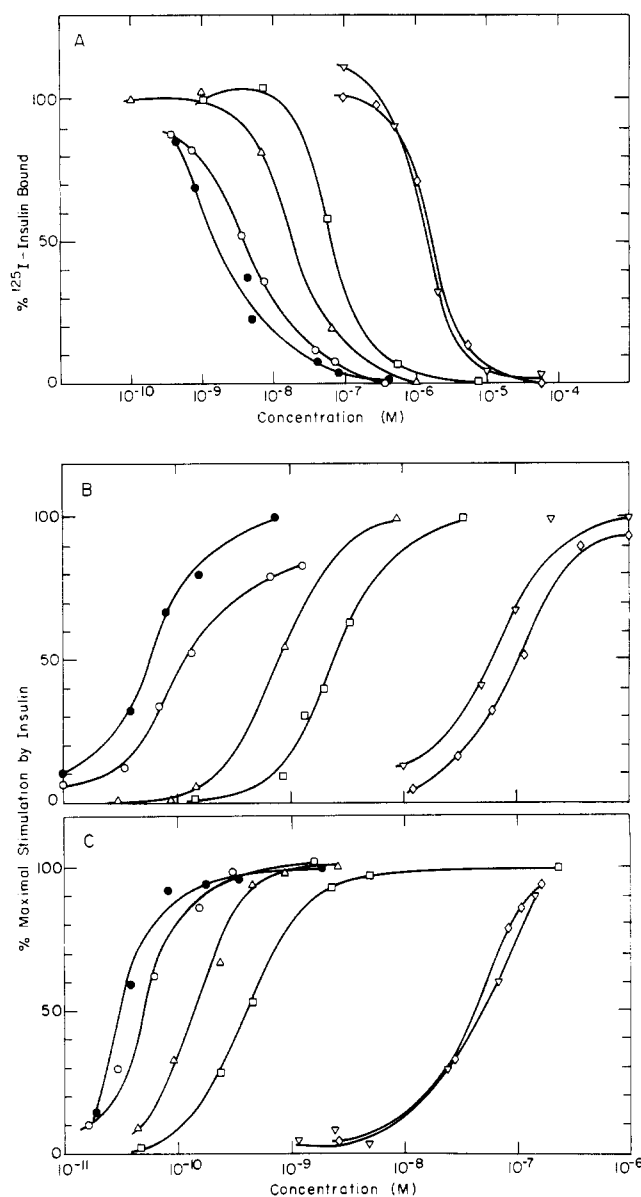 A
100
50
0
% ¹²⁵I-Insulin Bound
10⁻¹⁰ 10⁻⁹ 10⁻⁸ 10⁻⁷ 10⁻⁶ 10⁻⁵ 10⁻⁴
Concentration (M)
B
100
50
0
% Maximal Stimulation by Insulin
C
100
50
0
10⁻¹¹ 10⁻¹⁰ 10⁻⁹ 10⁻⁸ 10⁻⁷ 10⁻⁶
Concentration (M)